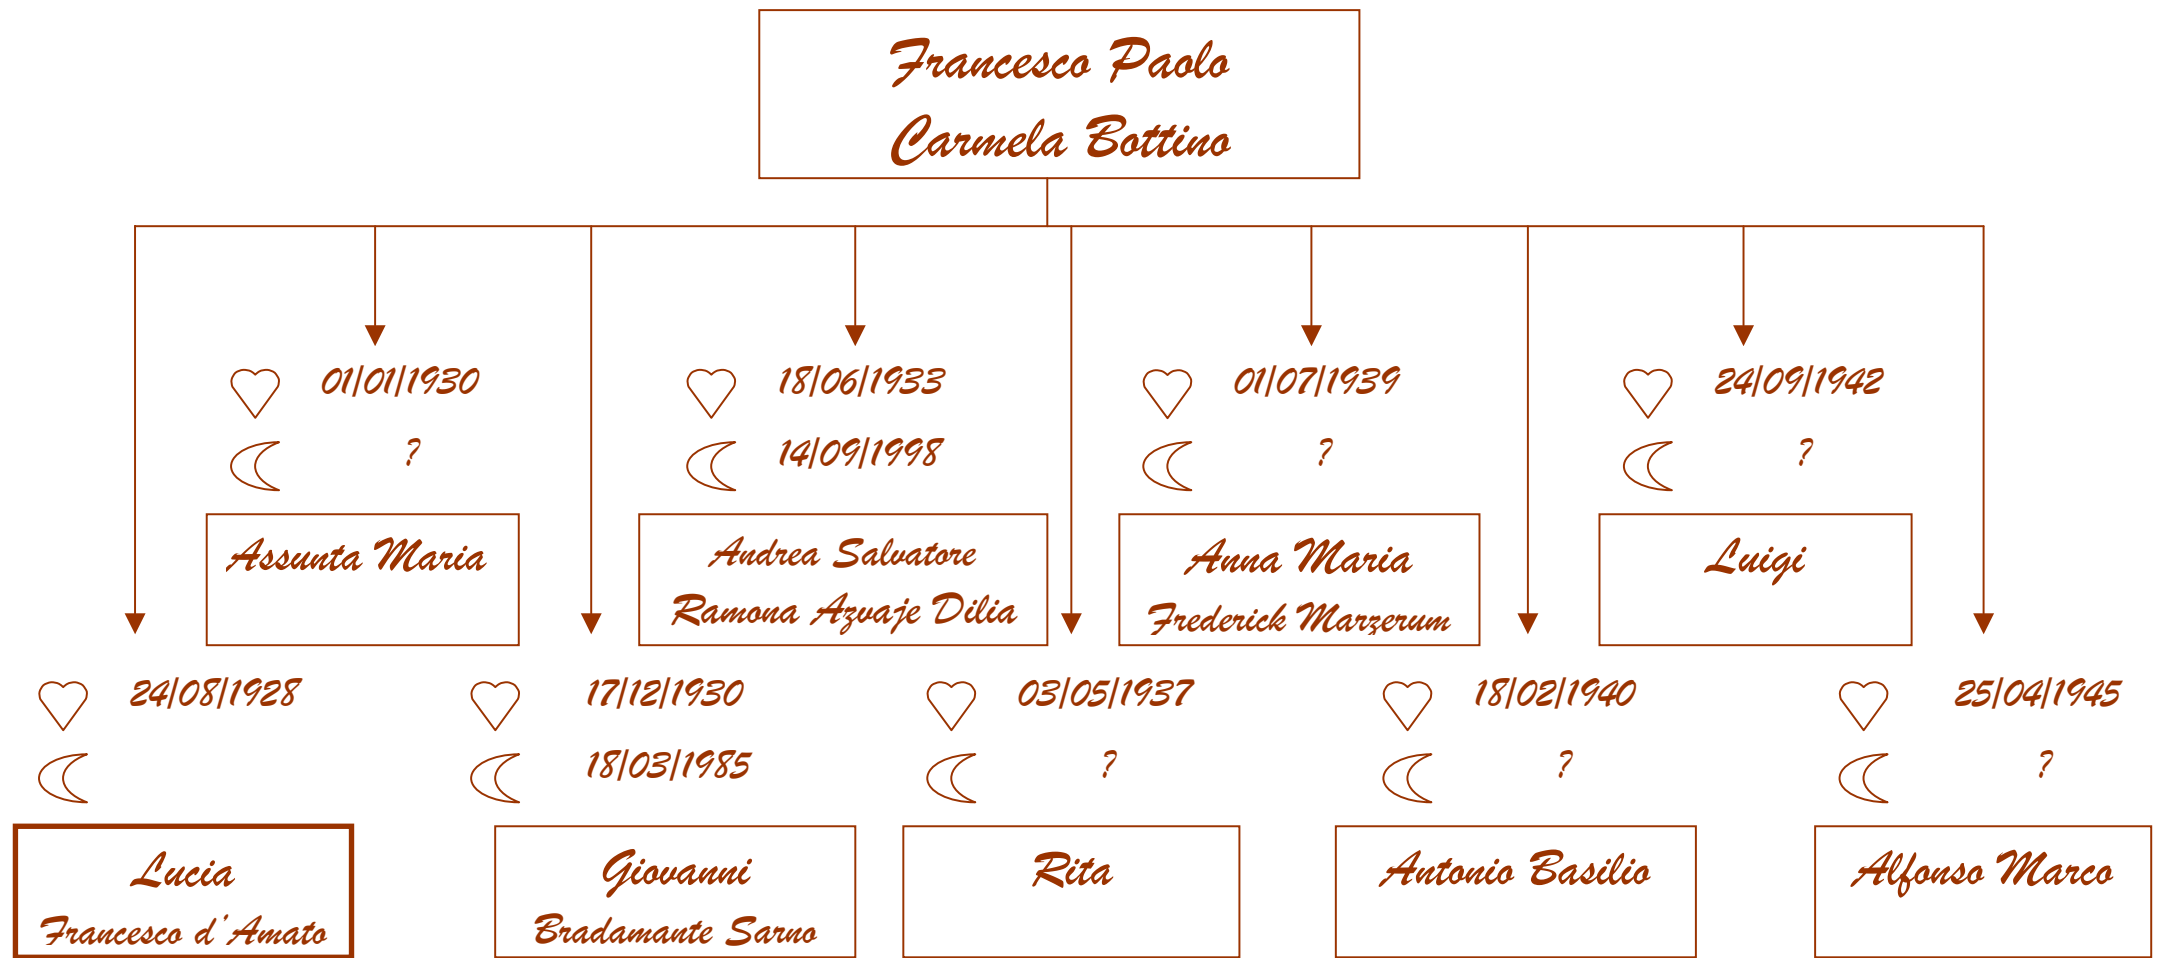 Francesco Paolo
Carmela Bottino
01/01/1930
?
Assunta Maria
18/06/1933
14/09/1998
Andrea Salvatore
Ramona Azvaje Dilia
01/07/1939
?
Anna Maria
Frederick Marzerum
24/09/1942
?
Luigi
24/08/1928
Lucia
Francesco d'Amato
17/12/1930
18/03/1985
Giovanni
Bradamante Sarno
03/05/1937
?
Rita
18/02/1940
?
Antonio Basilio
25/04/1945
?
Alfonso Marco